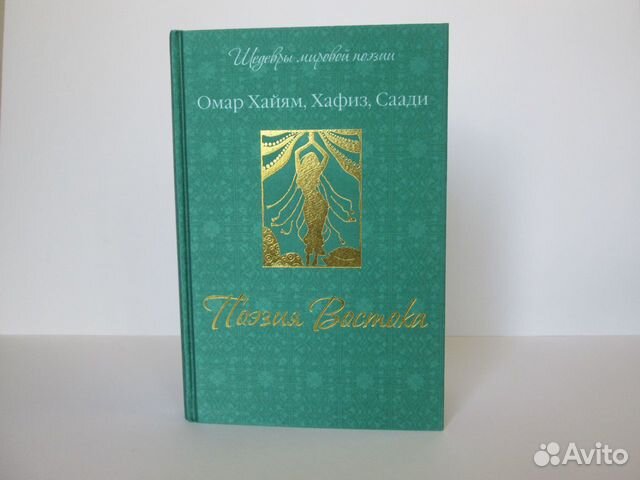 Шедевры мировой поэзии
Омар Хайям, Хафиз, Саади
Поэзия Востока
Avito